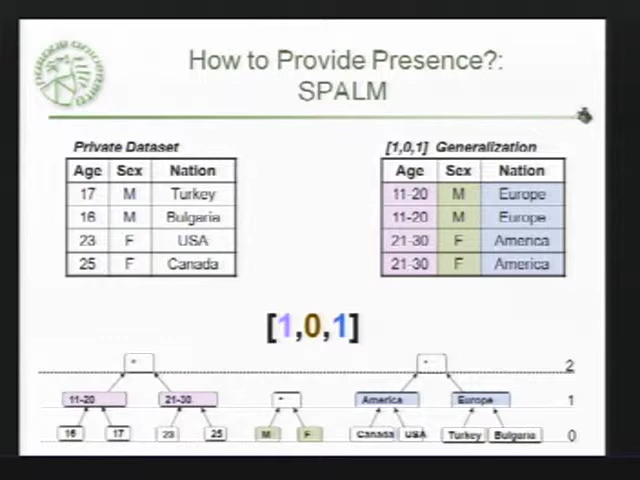 How to Provide Presence?:
SPALM
Private Dataset
Age Sex Nation
17 M Turkey
16 M Bulgaria
23 F USA
25 F Canada
[1,0,1] Generalization
Age Sex Nation
11-20 M Europe
11-20 M Europe
21-30 F America
21-30 F America
[1,0,1]
* * 2
11-20 21-30 * America Europe 1
16 17 23 25 M F Canada USA Turkey Bulgaria 0